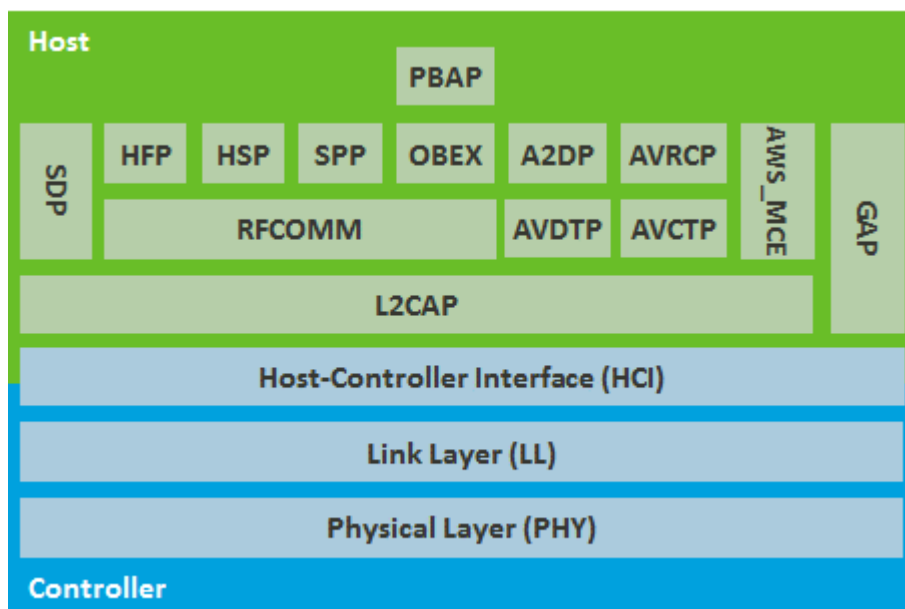 Host
PBAP
SDP
HFP
HSP
SPP
OBEX
A2DP
AVRCP
AWS_MCE
GAP
RFCOMM
AVDTP
AVCTP
L2CAP
Host-Controller Interface (HCI)
Link Layer (LL)
Physical Layer (PHY)
Controller